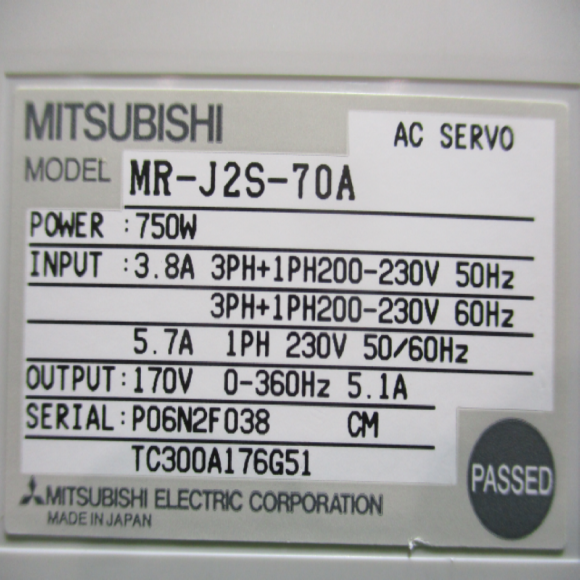 MITSUBISHI
AC SERVO
MODEL MR-J2S-70A
POWER :750W
INPUT :3.8A 3PH+1PH200-230V 50Hz
3PH+1PH200-230V 60Hz
5.7A 1PH 230V 50/60Hz
OUTPUT:170V 0-360Hz 5.1A
SERIAL:P06N2F038 CM
TC300A176G51
PASSED
MITSUBISHI ELECTRIC CORPORATION
MADE IN JAPAN